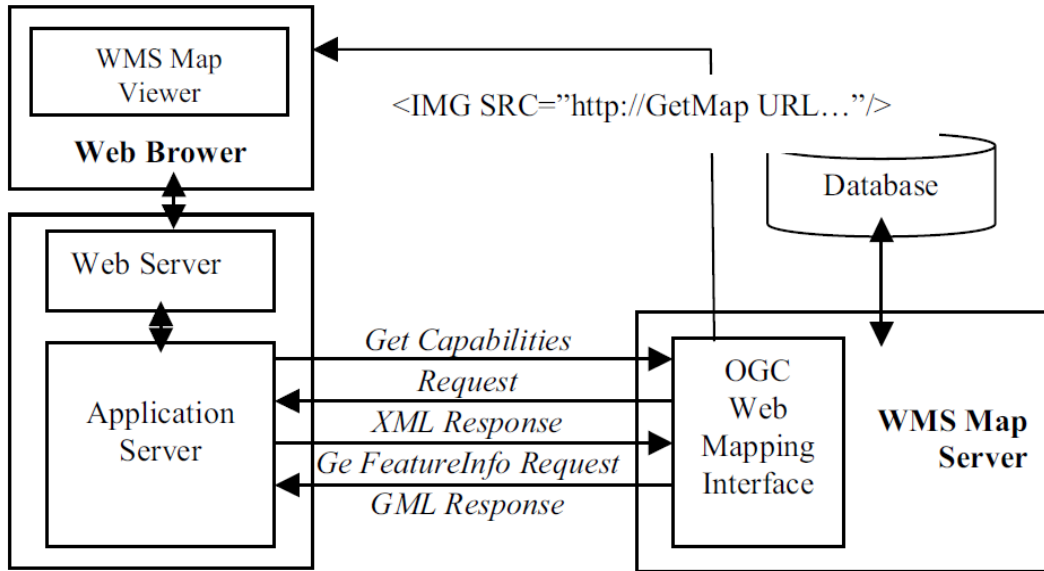 WMS Map
Viewer
Web Brower
<IMG SRC=”http://GetMap URL…”/>
Database
Web Server
Application
Server
Get Capabilities
Request
XML Response
Ge FeatureInfo Request
GML Response
OGC
Web
Mapping
Interface
WMS Map
Server